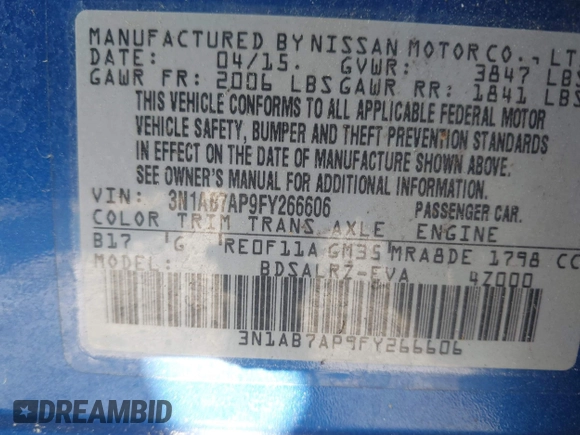 MANUFACTURED BY NISSAN MOTOR CO., LT
DATE: 04/15. GVWR: 3847 LBS
GAWR FR: 2006 LBS GAWR RR: 1841 LBS
THIS VEHICLE CONFORMS TO ALL APPLICABLE FEDERAL MOTOR
VEHICLE SAFETY, BUMPER AND THEFT PREVENTION STANDARDS
IN EFFECT ON THE DATE OF MANUFACTURE SHOWN ABOVE.
SEE OWNER'S MANUAL FOR ADDITIONAL INFORMATION.
VIN: 3N1AB7AP9FY266606 PASSENGER CAR.
COLOR TRIM TRANS AXLE ENGINE
B17 G RE0F11A GM35 MRA8DE 1798 CC
BDSALRZ-EVA 4Z000
3N1AB7AP9FY266606
DREAMBID